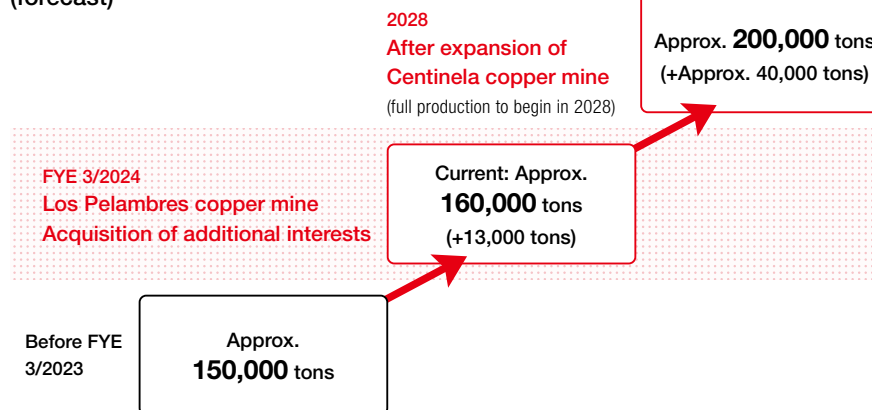 (forecast)
2028
After expansion of
Centinela copper mine
(full production to begin in 2028)
Approx. 200,000 tons
(+Approx. 40,000 tons)
FYE 3/2024
Los Pelambres copper mine
Acquisition of additional interests
Current: Approx.
160,000 tons
(+13,000 tons)
Before FYE
3/2023
Approx.
150,000 tons